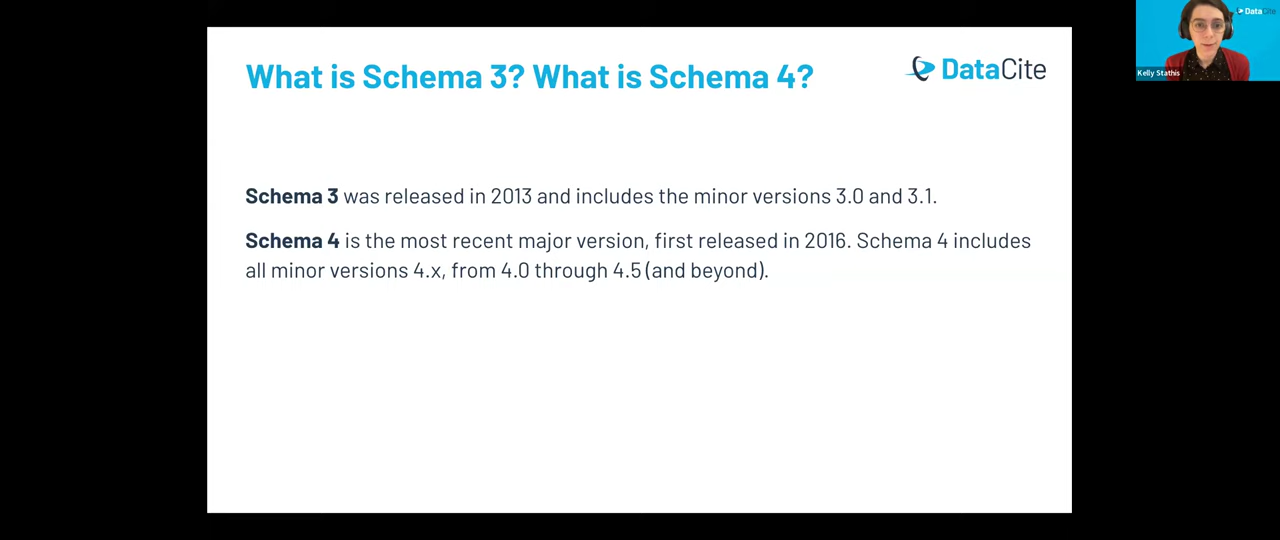 What is Schema 3? What is Schema 4?
DataCite
DataCite
Kelly Stathis
Schema 3 was released in 2013 and includes the minor versions 3.0 and 3.1.
Schema 4 is the most recent major version, first released in 2016. Schema 4 includes
all minor versions 4.x, from 4.0 through 4.5 (and beyond).